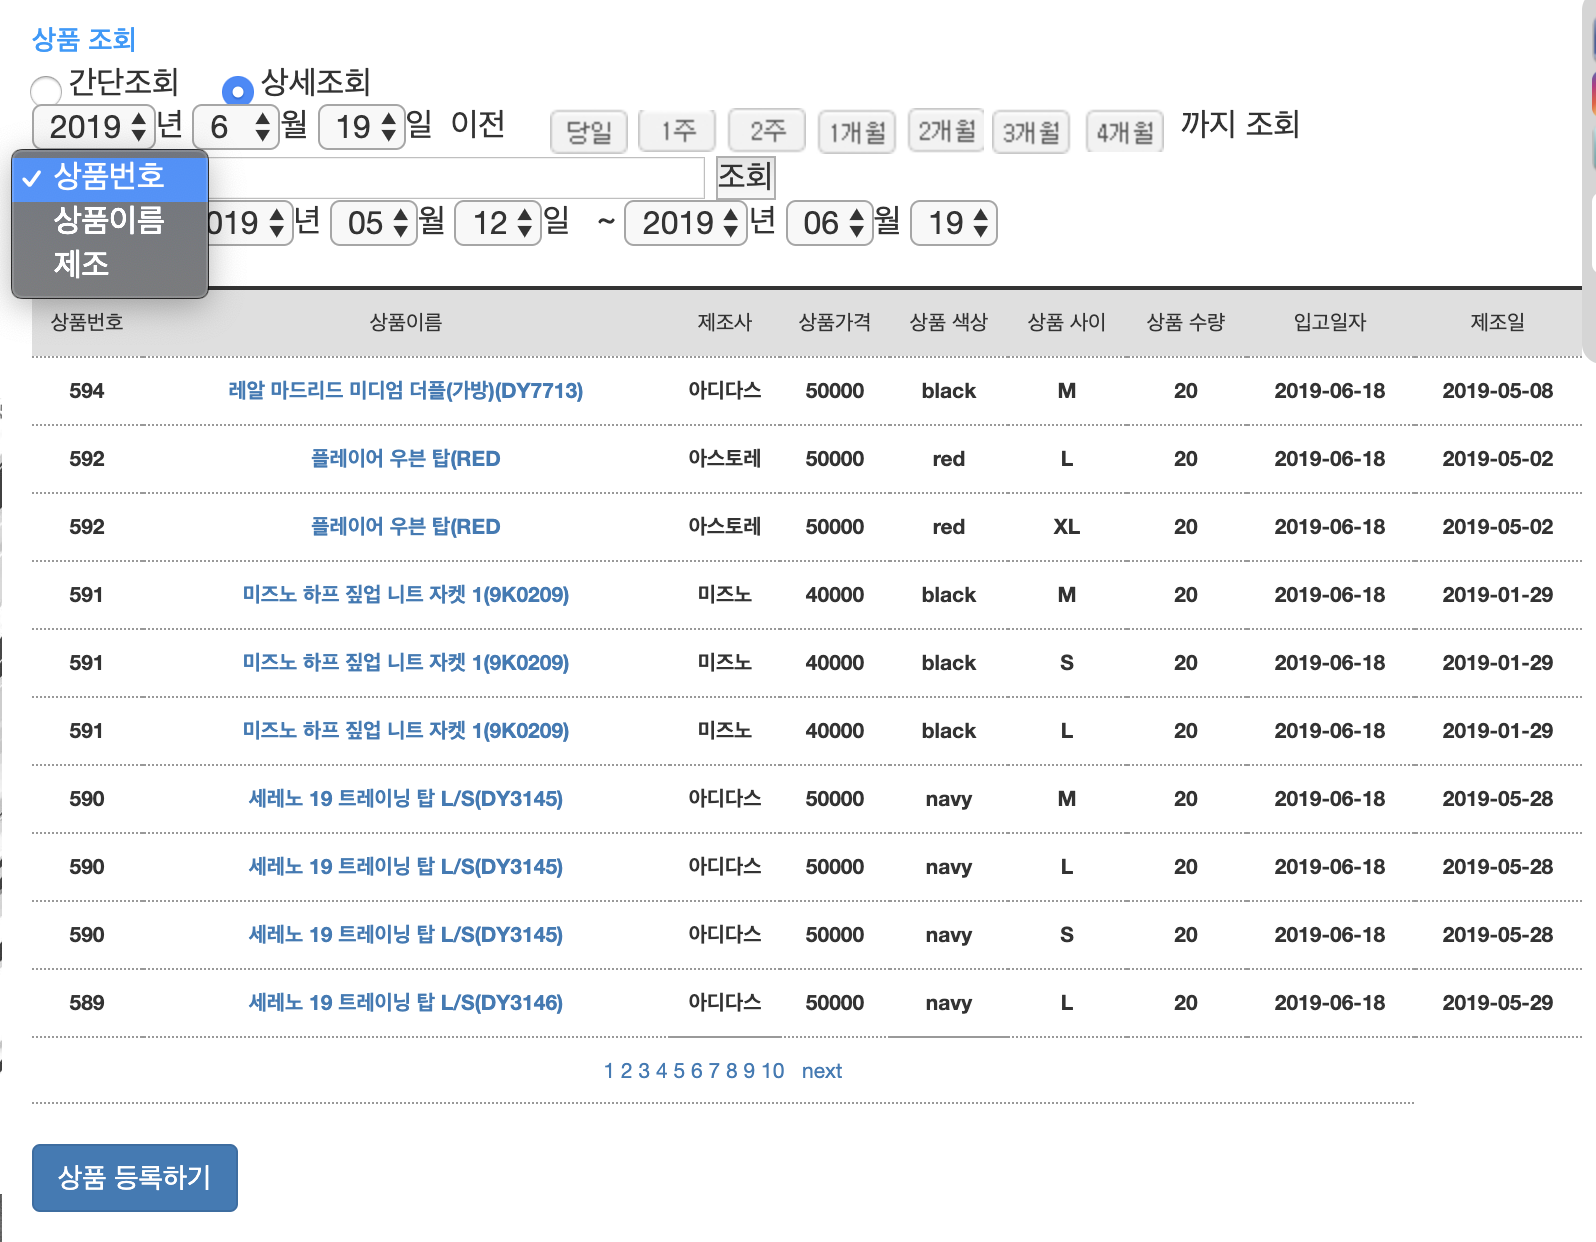 상품 조회
간단조회 상세조회
2019 년 6 월 19 일 이전 당일 1주 2주 1개월 2개월 3개월 4개월 까지 조회
✓ 상품번호 조회
상품이름 019 년 05 월 12 일 ~ 2019 년 06 월 19
제조
상품번호 상품이름 제조사 상품가격 상품 색상 상품 사이 상품 수량 입고일자 제조일
594 레알 마드리드 미디엄 더플(가방)(DY7713) 아디다스 50000 black M 20 2019-06-18 2019-05-08
592 플레이어 우븐 탑(RED 아스토레 50000 red L 20 2019-06-18 2019-05-02
592 플레이어 우븐 탑(RED 아스토레 50000 red XL 20 2019-06-18 2019-05-02
591 미즈노 하프 짚업 니트 자켓 1(9K0209) 미즈노 40000 black M 20 2019-06-18 2019-01-29
591 미즈노 하프 짚업 니트 자켓 1(9K0209) 미즈노 40000 black S 20 2019-06-18 2019-01-29
591 미즈노 하프 짚업 니트 자켓 1(9K0209) 미즈노 40000 black L 20 2019-06-18 2019-01-29
590 세레노 19 트레이닝 탑 L/S(DY3145) 아디다스 50000 navy M 20 2019-06-18 2019-05-28
590 세레노 19 트레이닝 탑 L/S(DY3145) 아디다스 50000 navy L 20 2019-06-18 2019-05-28
590 세레노 19 트레이닝 탑 L/S(DY3145) 아디다스 50000 navy S 20 2019-06-18 2019-05-28
589 세레노 19 트레이닝 탑 L/S(DY3146) 아디다스 50000 navy L 20 2019-06-18 2019-05-29
1 2 3 4 5 6 7 8 9 10 next
상품 등록하기